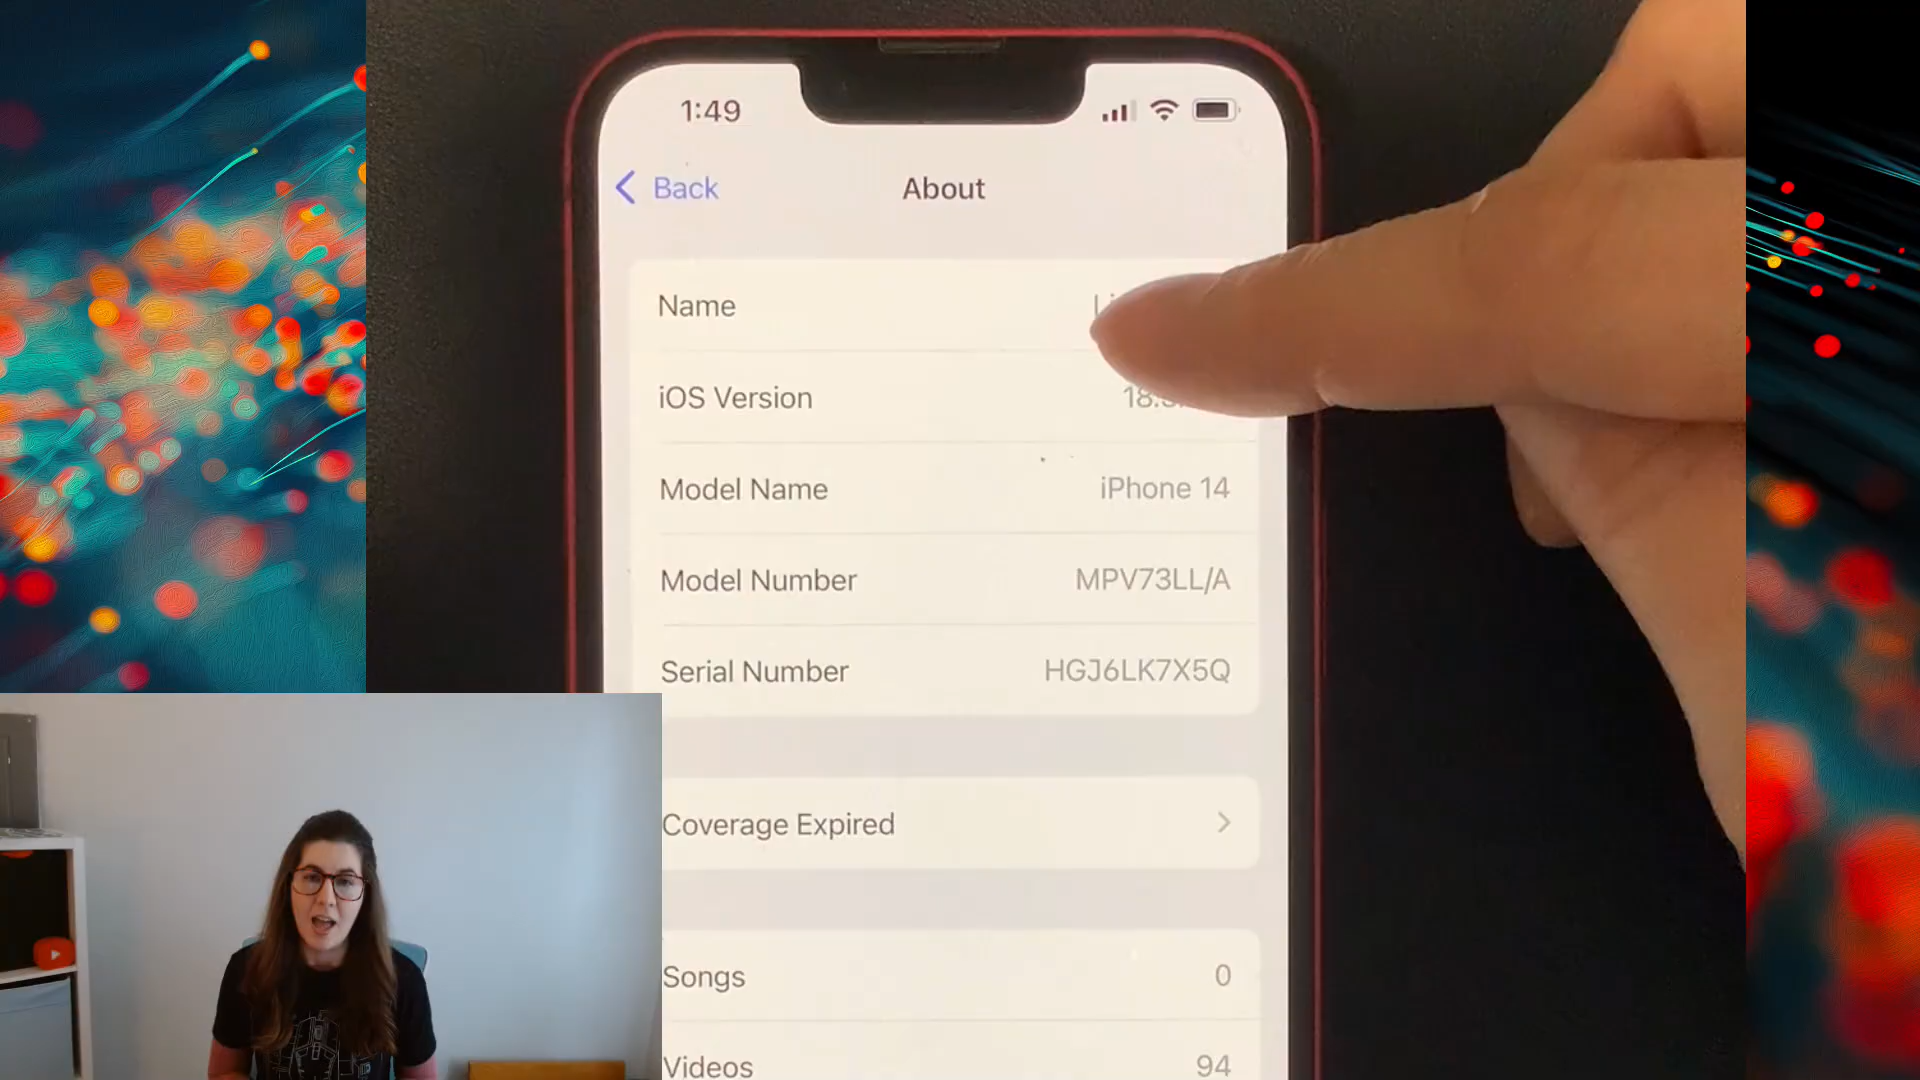 1:49
Back About
Name
iOS Version
Model Name iPhone 14
Model Number MPV73LL/A
Serial Number HGJ6LK7X5Q
Coverage Expired
Songs 0
Videos 94